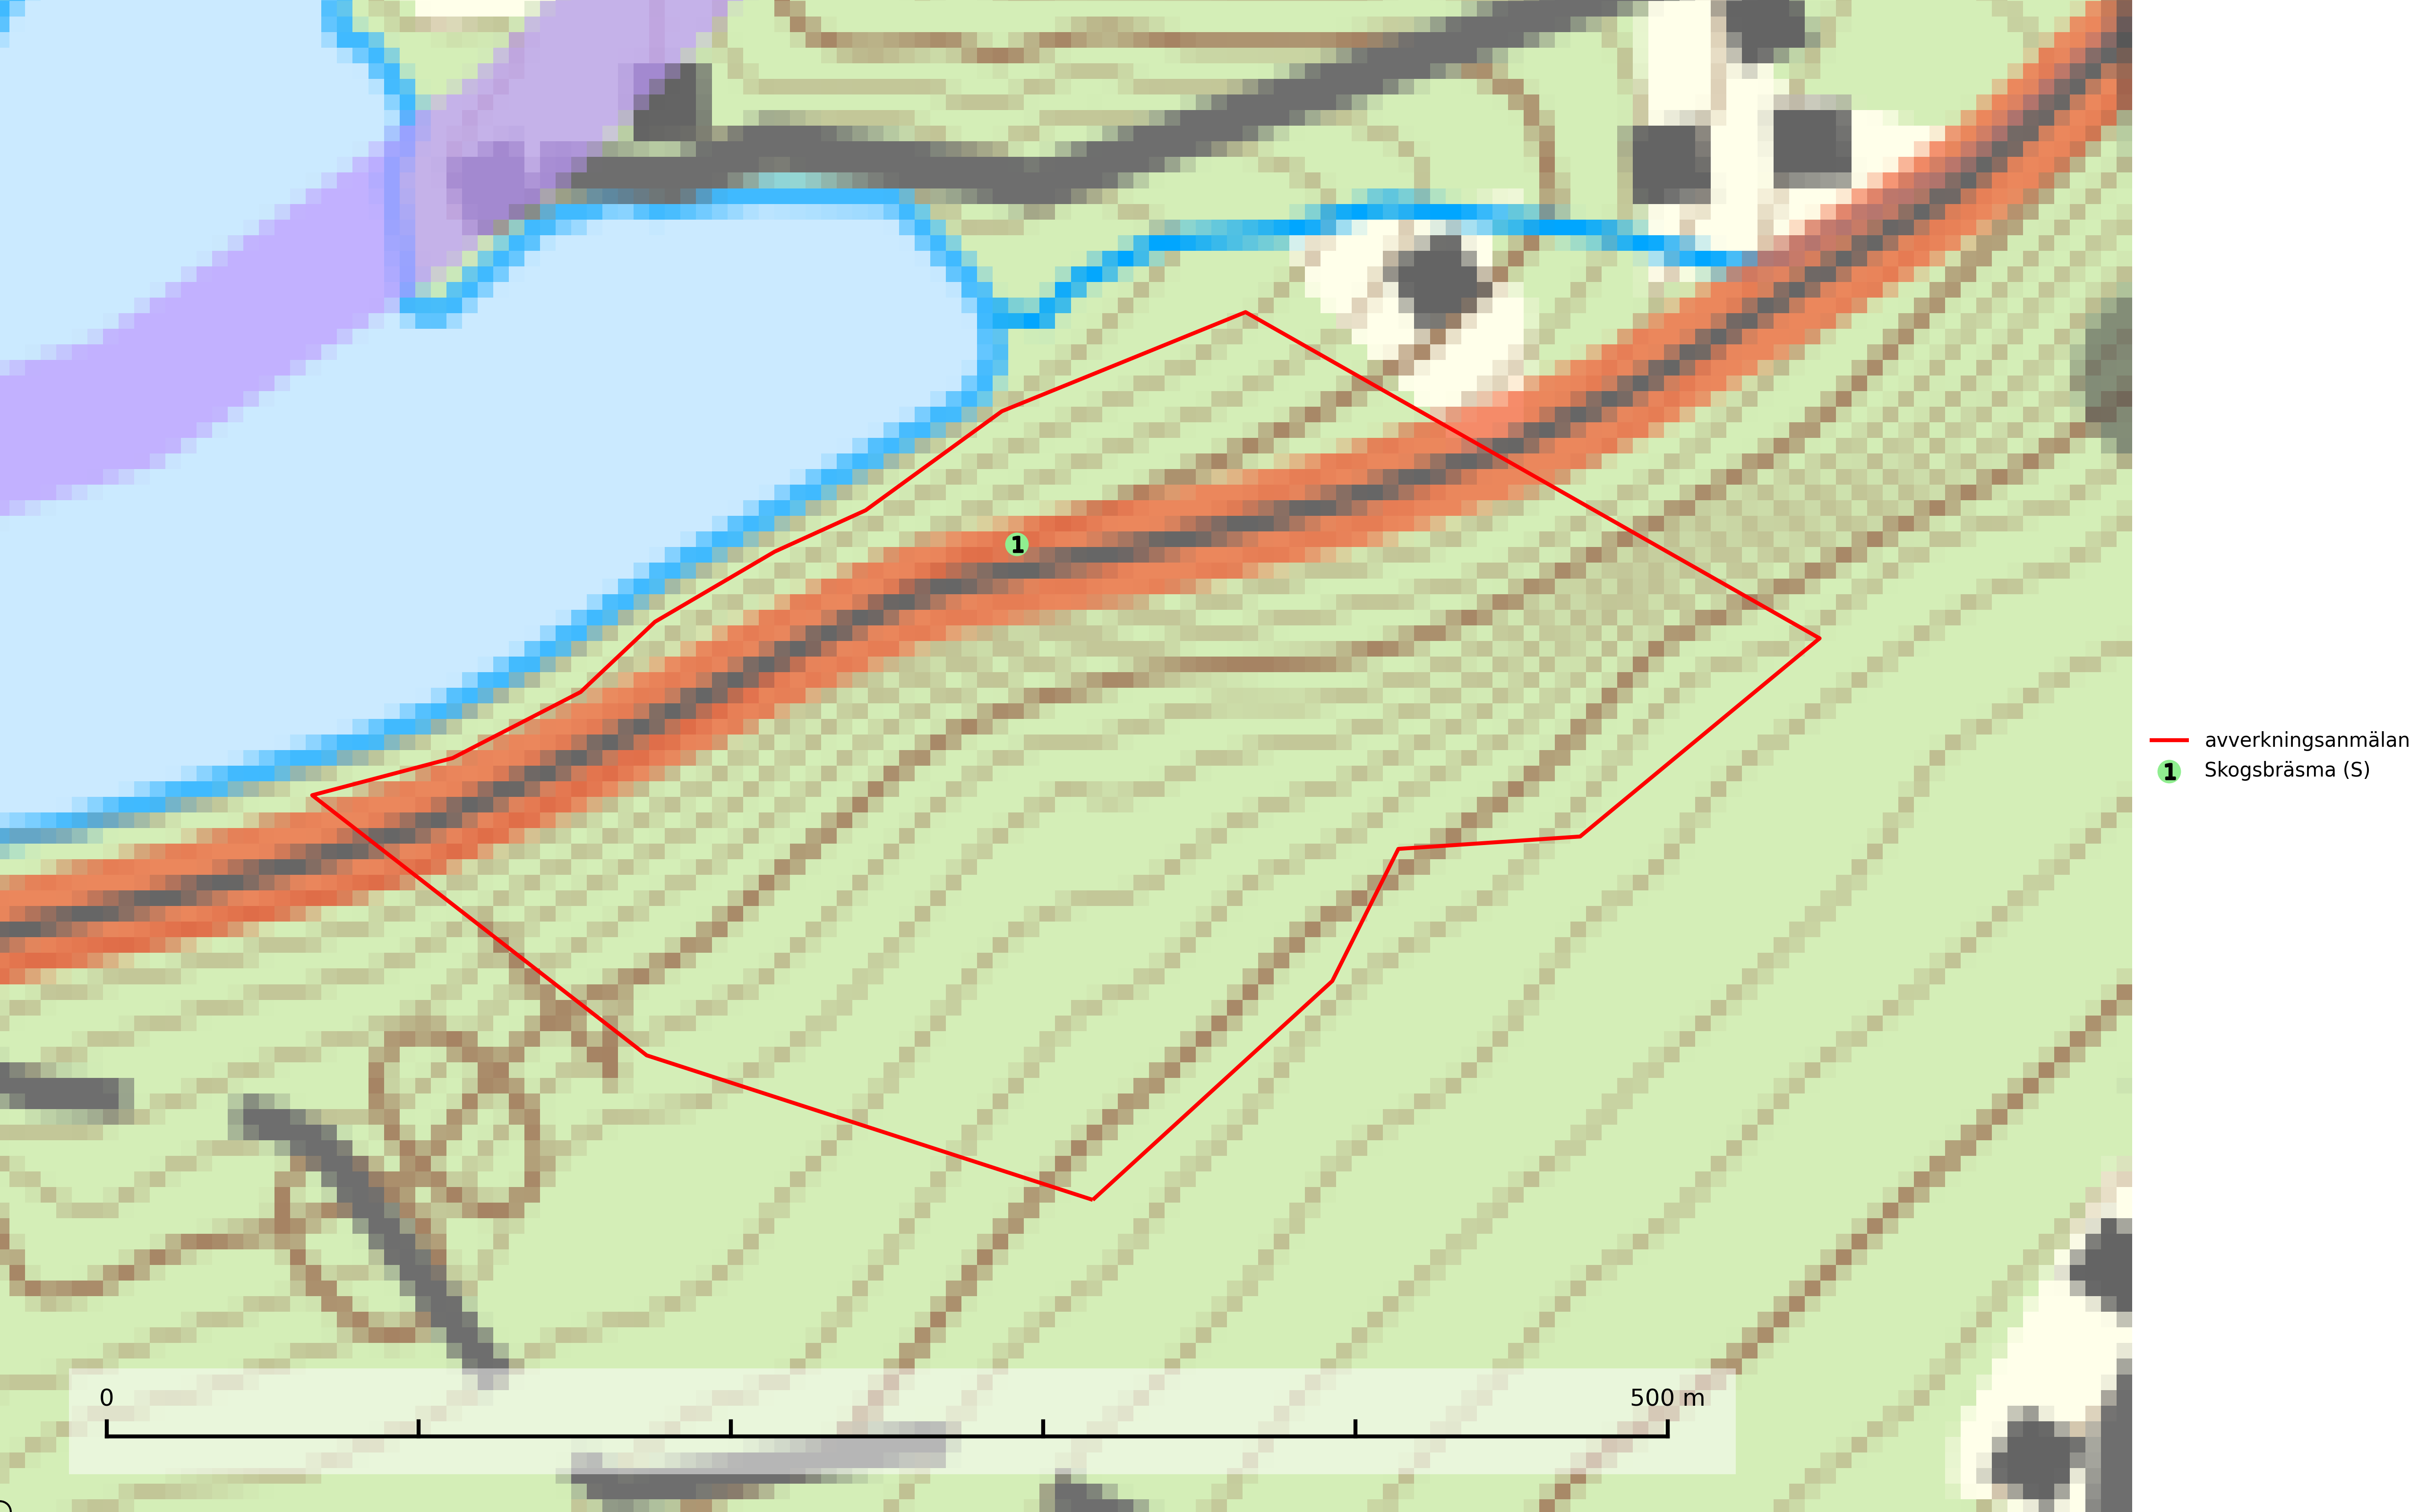 1
avverkningsanmälan
1 Skogsbräsma (S)
0 500 m